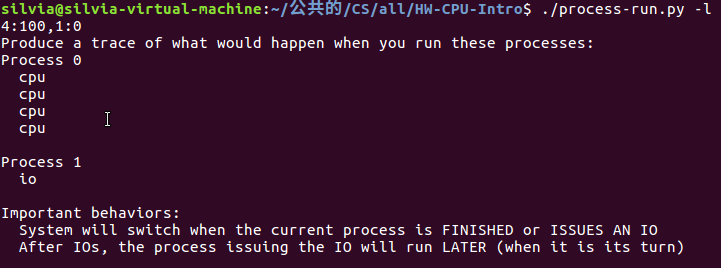 silvia@silvia-virtual-machine:~/公共的/CS/all/HW-CPU-Intro$ ./process-run.py -l
4:100,1:0
Produce a trace of what would happen when you run these processes:
Process 0
  cpu
  cpu
  cpu
  cpu

Process 1
  io

Important behaviors:
  System will switch when the current process is FINISHED or ISSUES AN IO
  After IOs, the process issuing the IO will run LATER (when it is its turn)